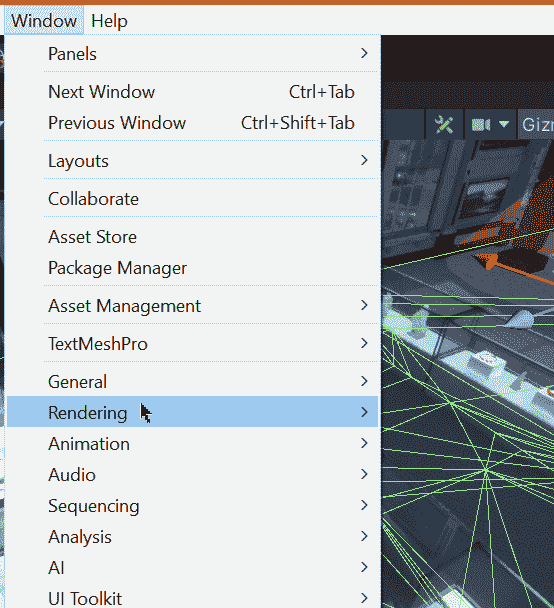 Window Help
Panels
Next Window Ctrl+Tab
Previous Window Ctrl+Shift+Tab
Layouts
Collaborate
Gizm
Asset Store
Package Manager
Asset Management
TextMeshPro
General
Rendering
Animation
Audio
Sequencing
Analysis
AI
UI Toolkit